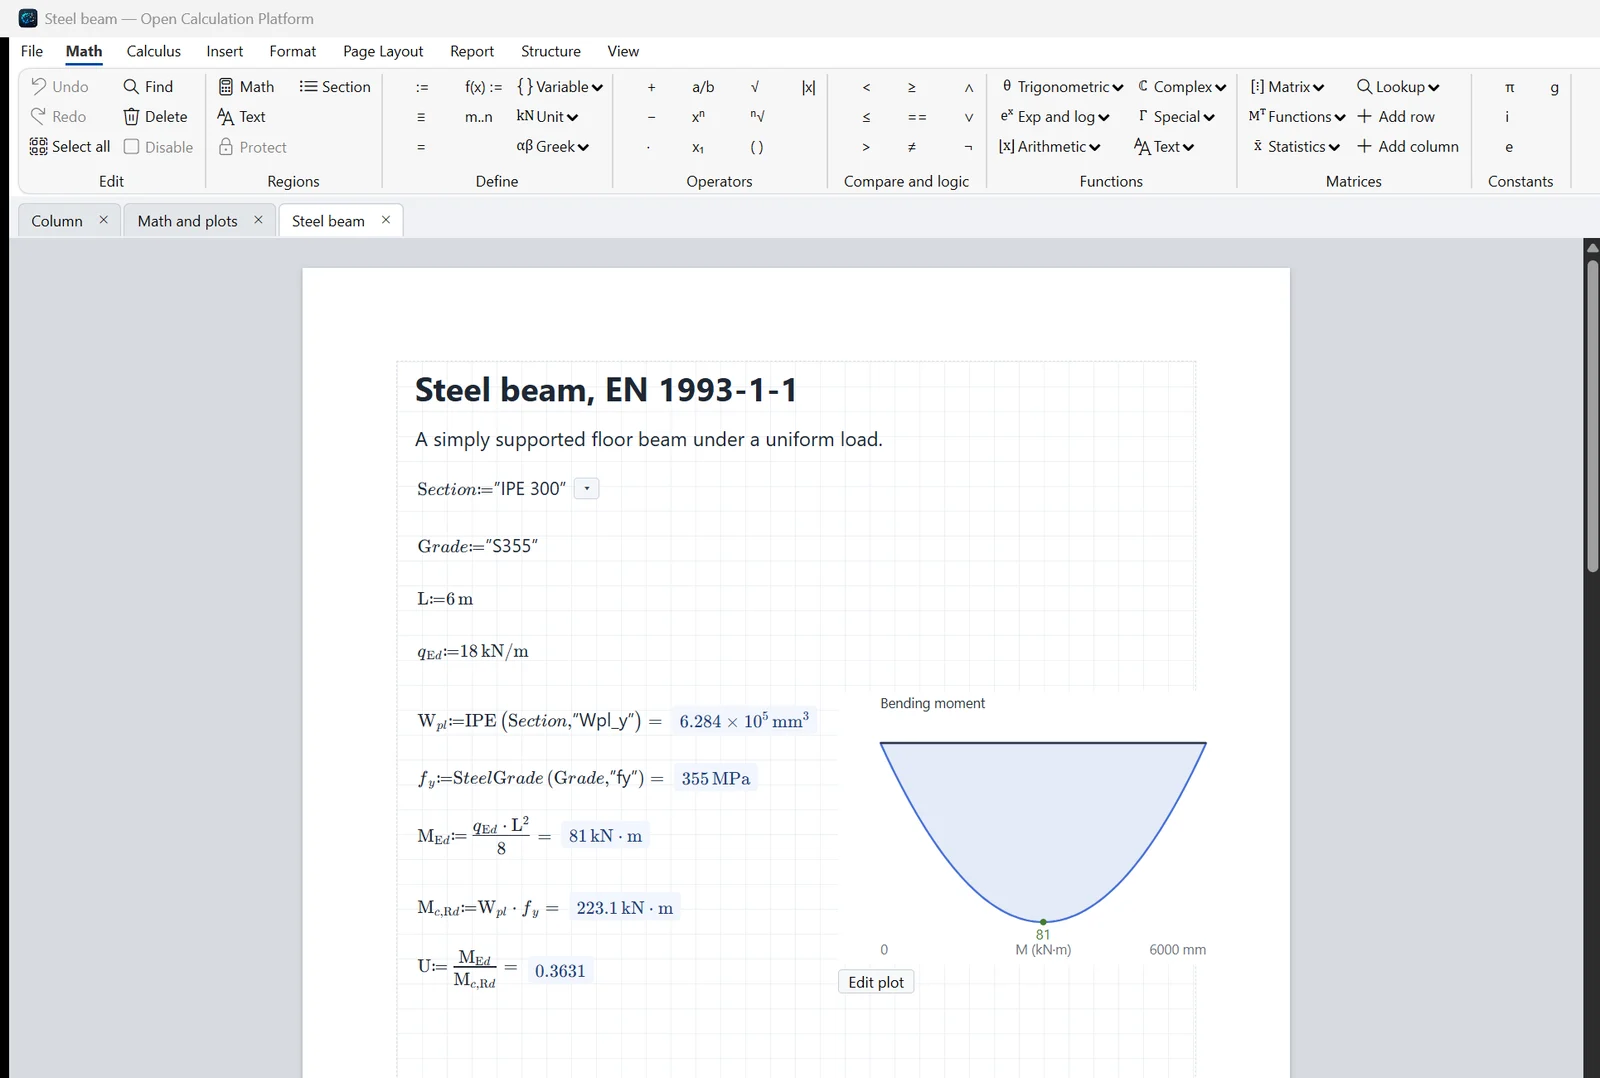 Steel beam — Open Calculation Platform
File Math Calculus Insert Format Page Layout Report Structure View
Undo Find Math Section := f(x) := { } Variable + a/b √ |x| < ≥ ∧ θ Trigonometric ℂ Complex [:] Matrix Lookup π g
Redo Delete Text ≡ m..n kN Unit − xⁿ ⁿ√ ≤ == ∨ eˣ Exp and log Γ Special Mᵀ Functions + Add row i
Select all Disable Protect = αβ Greek · x₁ ( ) > ≠ ¬ ⌊x⌋ Arithmetic AA Text x̄ Statistics + Add column e
Edit Regions Define Operators Compare and logic Functions Matrices Constants
Column × Math and plots × Steel beam ×
Steel beam, EN 1993-1-1
A simply supported floor beam under a uniform load.
Section:="IPE 300"
Grade:="S355"
L:=6 m
q_Ed:=18 kN/m
Bending moment
W_pl:=IPE (Section,"Wpl_y") = 6.284 × 10⁵ mm³
f_y:=SteelGrade (Grade,"fy") = 355 MPa
M_Ed:= q_Ed · L² / 8 = 81 kN · m
M_c,Rd:=W_pl · f_y = 223.1 kN · m
81
0 M (kN·m) 6000 mm
U:= M_Ed / M_c,Rd = 0.3631
Edit plot